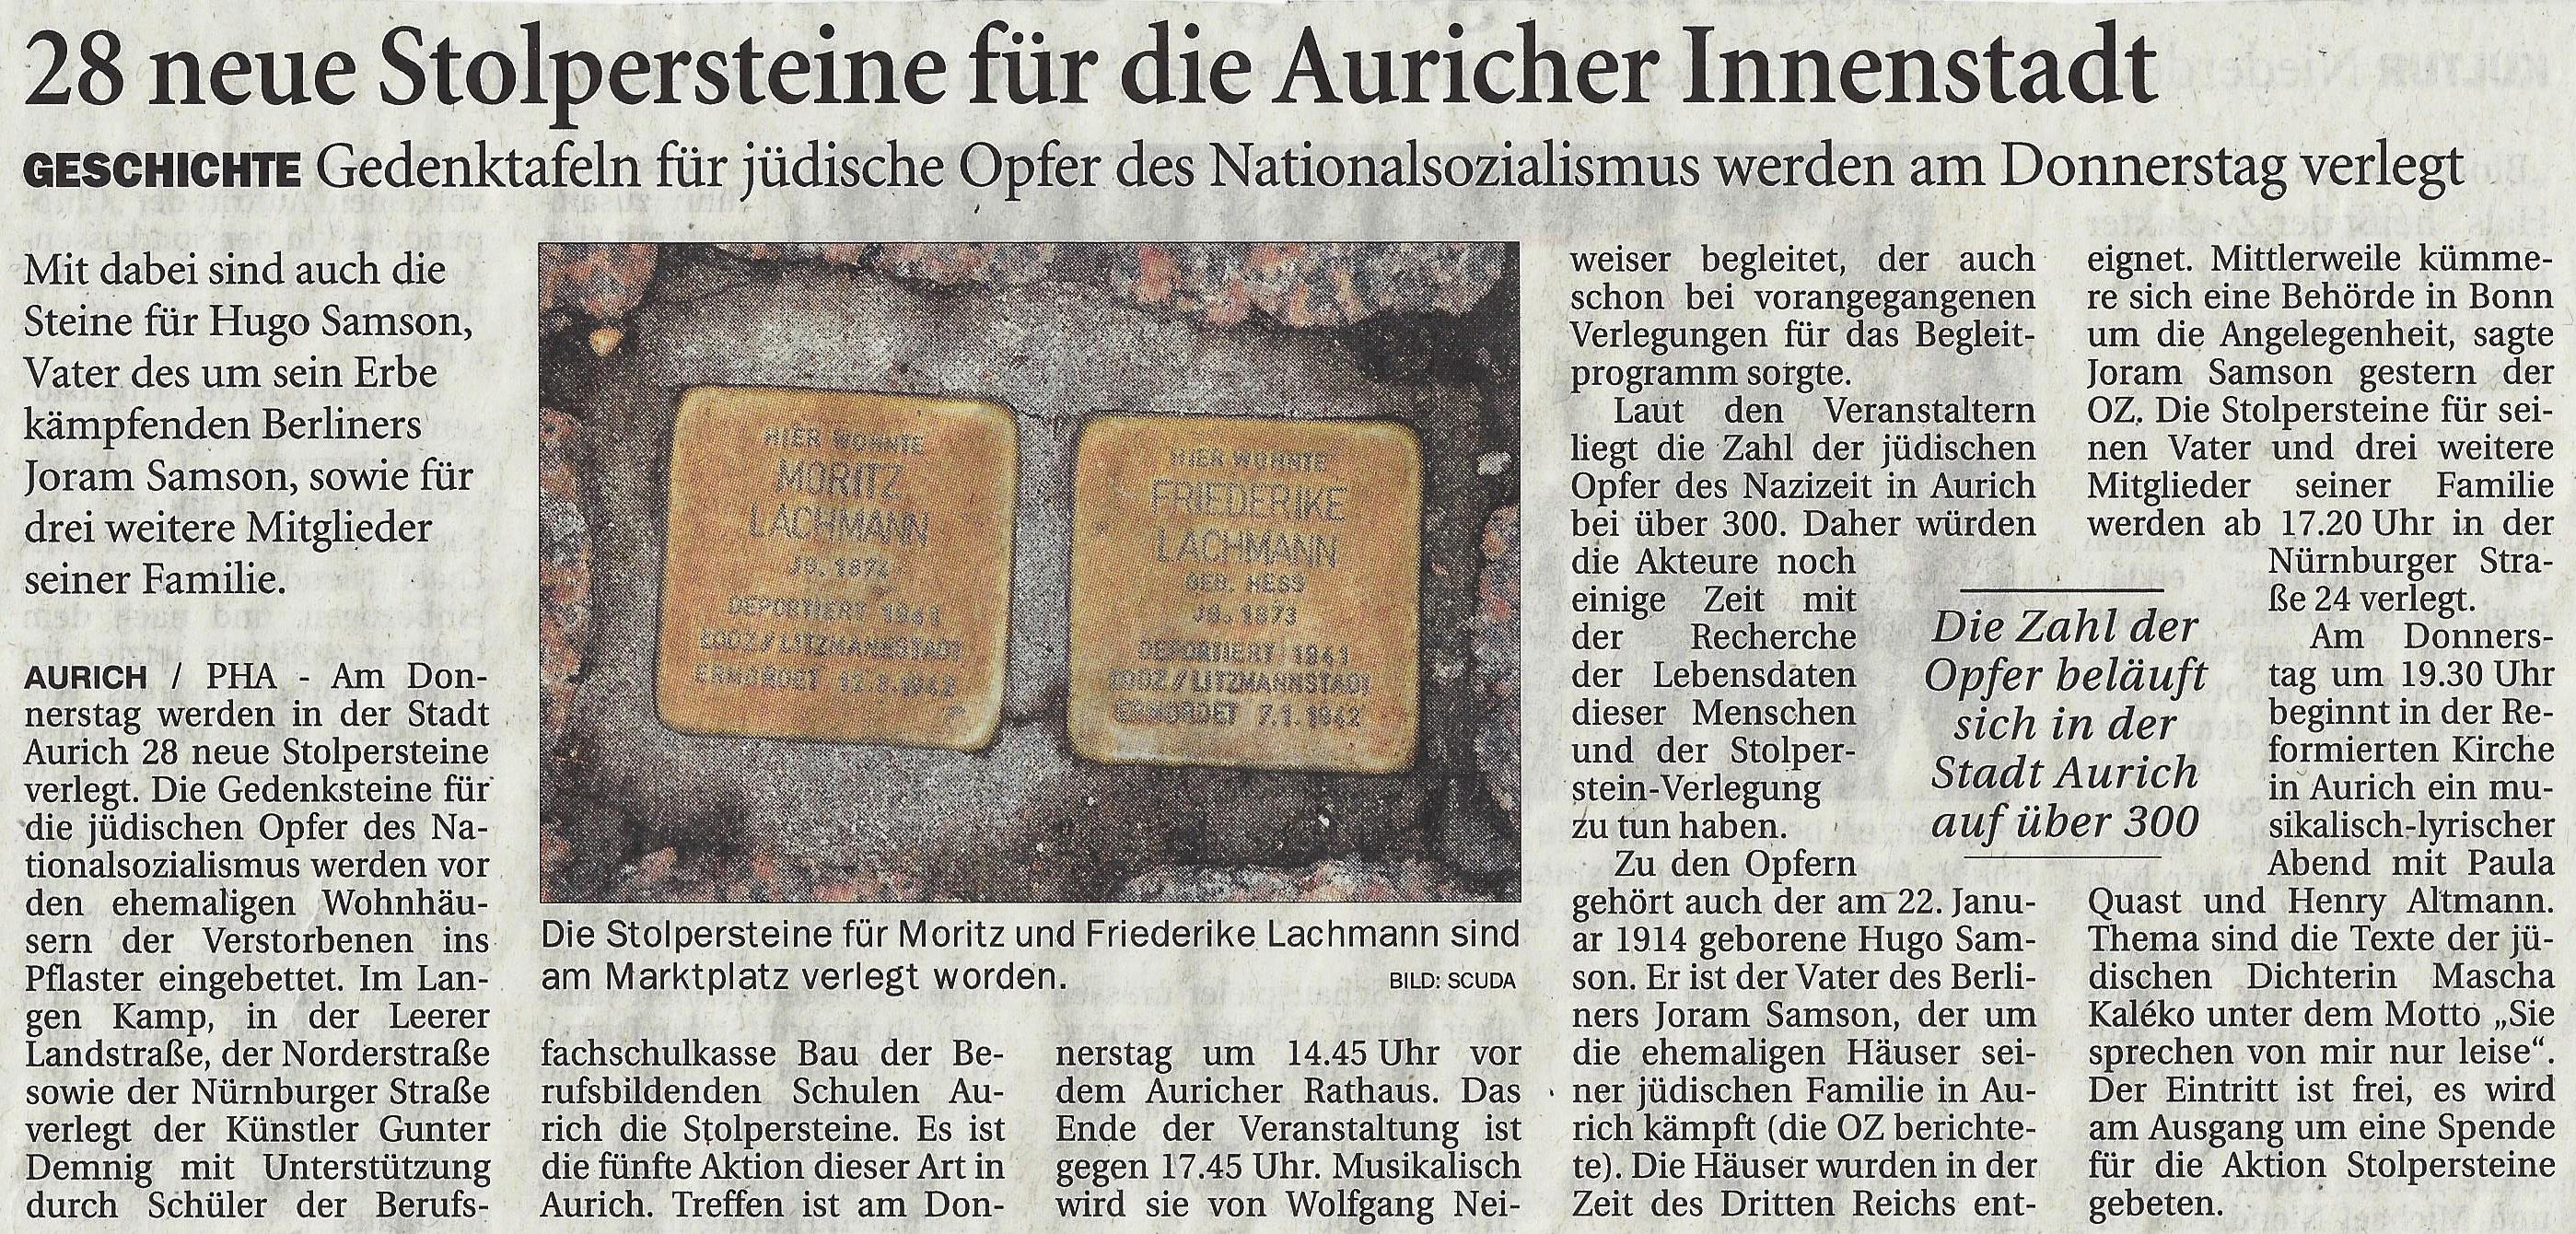 28 neue Stolpersteine für die Auricher Innenstadt
GESCHICHTE Gedenktafeln für jüdische Opfer des Nationalsozialismus werden am Donnerstag verlegt
Mit dabei sind auch die
Steine für Hugo Samson,
Vater des um sein Erbe
kämpfenden Berliners
Joram Samson, sowie für
drei weitere Mitglieder
seiner Familie.
AURICH / PHA - Am Don-
nerstag werden in der Stadt
Aurich 28 neue Stolpersteine
verlegt. Die Gedenksteine für
die jüdischen Opfer des Na-
tionalsozialismus werden vor
den ehemaligen Wohnhäu-
sern der Verstorbenen ins
Pflaster eingebettet. Im Lan-
gen Kamp, in der Leerer
Landstraße, der Norderstraße
sowie der Nürnburger Straße
verlegt der Künstler Gunter
Demnig mit Unterstützung
durch Schüler der Berufs-
HIER WOHNTE
MORITZ
LACHMANN
JG. 1874
DEPORTIERT 1941
LODZ/LITZMANNSTADT
ERMORDET 12.3.1942
HIER WOHNTE
FRIEDERIKE
LACHMANN
GEB. HESS
JG. 1873
DEPORTIERT 1941
LODZ/LITZMANNSTADT
ERMORDET 7.1.1942
Die Stolpersteine für Moritz und Friederike Lachmann sind
am Marktplatz verlegt worden.
BILD: SCUDA
fachschulkasse Bau der Be-
rufsbildenden Schulen Au-
rich die Stolpersteine. Es ist
die fünfte Aktion dieser Art in
Aurich. Treffen ist am Don-
nerstag um 14.45 Uhr vor
dem Auricher Rathaus. Das
Ende der Veranstaltung ist
gegen 17.45 Uhr. Musikalisch
wird sie von Wolfgang Nei-
weiser begleitet, der auch
schon bei vorangegangenen
Verlegungen für das Begleit-
programm sorgte.
Laut den Veranstaltern
liegt die Zahl der jüdischen
Opfer des Nazizeit in Aurich
bei über 300. Daher würden
die Akteure noch
einige Zeit mit
der Recherche
der Lebensdaten
dieser Menschen
und der Stolper-
stein-Verlegung
zu tun haben.
Zu den Opfern
gehört auch der am 22. Janu-
ar 1914 geborene Hugo Sam-
son. Er ist der Vater des Berli-
ners Joram Samson, der um
die ehemaligen Häuser sei-
ner jüdischen Familie in Au-
rich kämpft (die OZ berichte-
te). Die Häuser wurden in der
Zeit des Dritten Reichs ent-
Die Zahl der
Opfer beläuft
sich in der
Stadt Aurich
auf über 300
eignet. Mittlerweile kümme-
re sich eine Behörde in Bonn
um die Angelegenheit, sagte
Joram Samson gestern der
OZ. Die Stolpersteine für sei-
nen Vater und drei weitere
Mitglieder seiner Familie
werden ab 17.20 Uhr in der
Nürnburger Stra-
ße 24 verlegt.
Am Donners-
tag um 19.30 Uhr
beginnt in der Re-
formierten Kirche
in Aurich ein mu-
sikalisch-lyrischer
Abend mit Paula
Quast und Henry Altmann.
Thema sind die Texte der jü-
dischen Dichterin Mascha
Kaléko unter dem Motto „Sie
sprechen von mir nur leise“.
Der Eintritt ist frei, es wird
am Ausgang um eine Spende
für die Aktion Stolpersteine
gebeten.